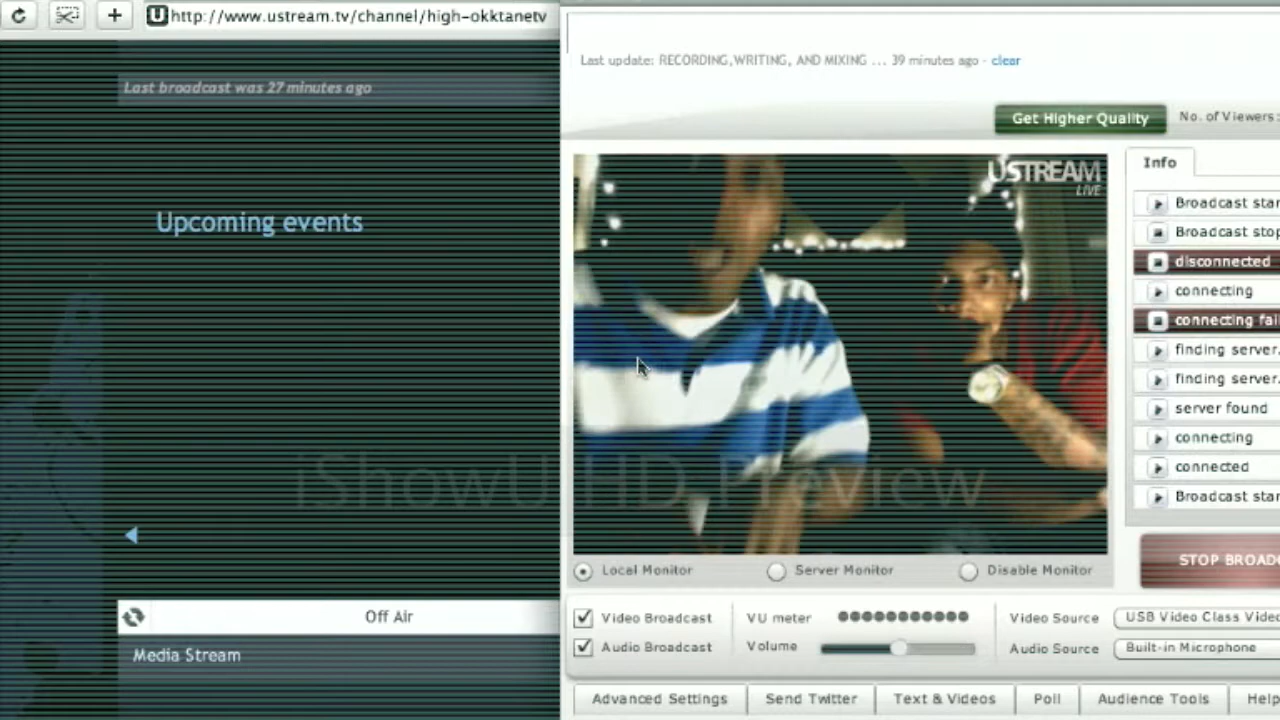 http://www.ustream.tv/channel/high-okktanetv
Last broadcast was 27 minutes ago
Upcoming events
Off Air
Media Stream
Last update: RECORDING,WRITING, AND MIXING ... 39 minutes ago - clear
Get Higher Quality
No. of Viewers:
USTREAM
LIVE
Info
Broadcast star
Broadcast stop
disconnected
connecting
connecting fai
finding server.
finding server.
server found
connecting
connected
Broadcast star
iShowU HD Preview
Local Monitor
Server Monitor
Disable Monitor
STOP BROADC
Video Broadcast
VU meter
Video Source
USB Video Class Video
Audio Broadcast
Volume
Audio Source
Built-in Microphone
Advanced Settings
Send Twitter
Text & Videos
Poll
Audience Tools
Help